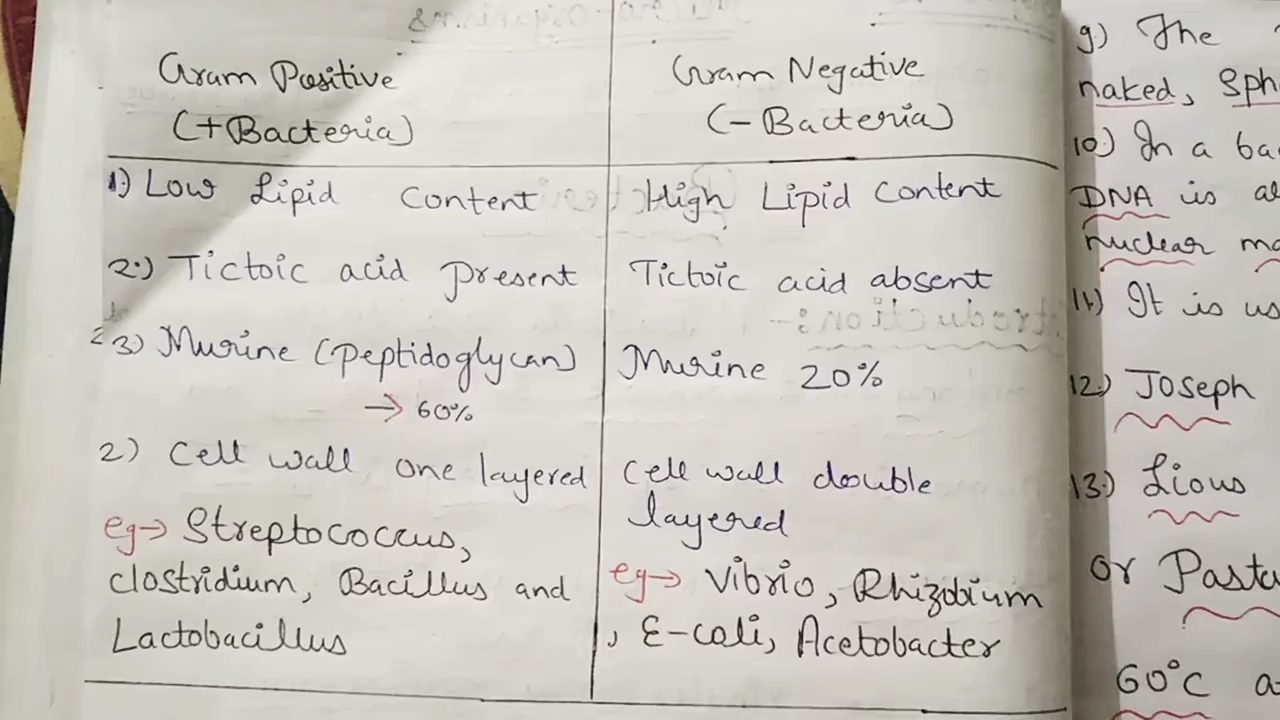 Gram Positive
(+Bacteria)
Gram Negative
(- Bacteria)
1.) Low Lipid Content
High Lipid Content
2.) Tictoic acid Present
Tictoic acid absent
3) Murine (Peptidoglycan)
→ 60%
Murine 20%
2) Cell wall one layered
Cell wall double
layered
eg→ Streptococcus,
Clostridium, Bacillus and
Lactobacillus
eg→ Vibrio, Rhizobium
, E-coli, Acetobacter
9.) The
naked, Sph
10.) In a ba
DNA is al
nuclear ma
11.) It is us
12.) Joseph
13.) Lious
or Paste
60°C a